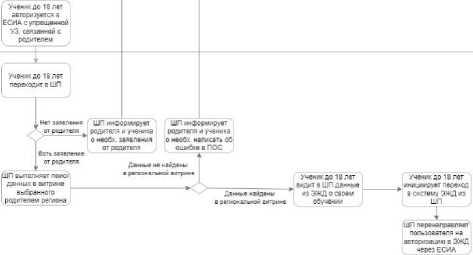 Ученик до 18 лет
авторизуется в
ЕСИА с упрощенной
УЗ, связанной с
родителем
Ученик до 18 лет
переходит в ШП
Нет заявления
от родителя
ШП информирует
родителя и ученика
о необх. заявления
от родителя
ШП информирует
родителя и ученика
о необх. написать об
ошибке в ПОС
Есть заявление
от родителя
Данные не найдены
в региональной витрине
ШП выполняет поиск
данных в витрине
выбранного
родителем региона
Данные найдены
в региональной витрине
Ученик до 18 лет
видит в ШП данные
из ЭЖД о своем
обучении
Ученик до 18 лет
инициирует переход
в систему ЭЖД из
ШП
ШП перенаправляет
пользователя на
авторизацию в ЭЖД
через ЕСИА